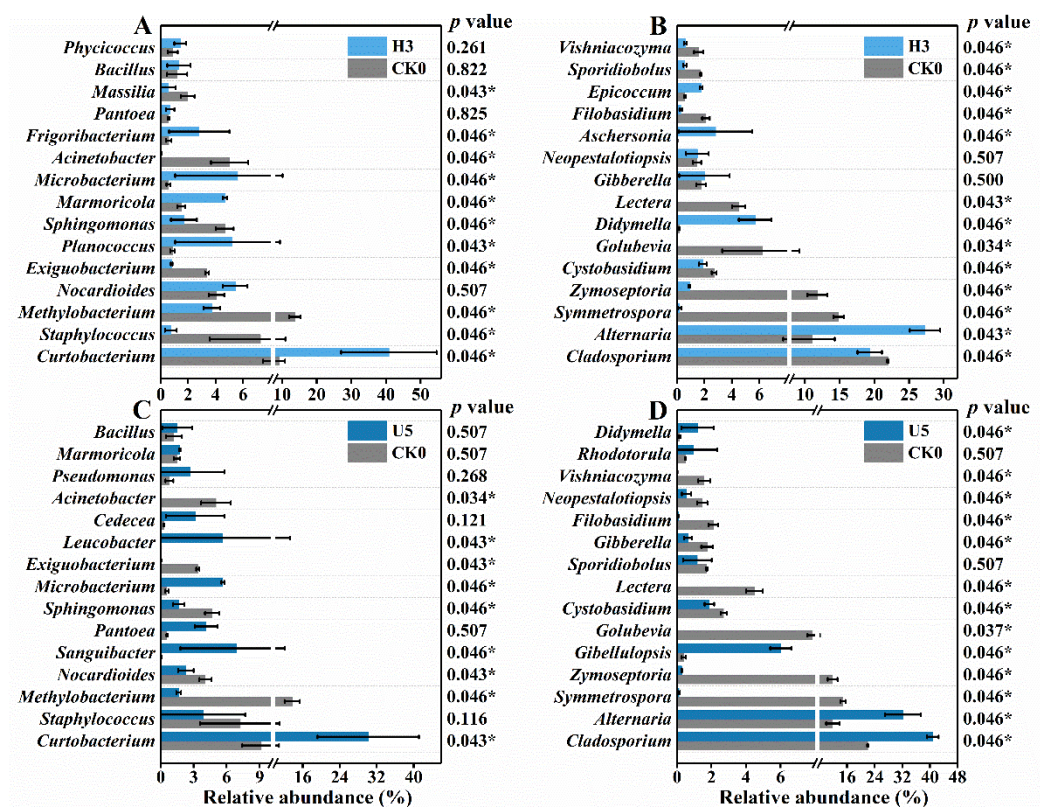 A
p value
H3
CK0
Phycicoccus 0.261
Bacillus 0.822
Massilia 0.043*
Pantoea 0.825
Frigoribacterium 0.046*
Acinetobacter 0.046*
Microbacterium 0.046*
Marmoricola 0.046*
Sphingomonas 0.046*
Planococcus 0.043*
Exiguobacterium 0.046*
Nocardioides 0.507
Methylobacterium 0.046*
Staphylococcus 0.046*
Curtobacterium 0.046*
0 2 4 6 8 10 20 30 40 50
B
p value
H3
CK0
Vishniacozyma 0.046*
Sporidiobolus 0.046*
Epicoccum 0.046*
Filobasidium 0.046*
Aschersonia 0.046*
Neopestalotiopsis 0.507
Gibberella 0.500
Lectera 0.043*
Didymella 0.046*
Golubevia 0.034*
Cystobasidium 0.046*
Zymoseptoria 0.046*
Symmetrospora 0.046*
Alternaria 0.043*
Cladosporium 0.046*
0 2 4 6 10 15 20 25 30
C
p value
U5
CK0
Bacillus 0.507
Marmoricola 0.507
Pseudomonas 0.268
Acinetobacter 0.034*
Cedecea 0.121
Leucobacter 0.043*
Exiguobacterium 0.043*
Microbacterium 0.046*
Sphingomonas 0.046*
Pantoea 0.507
Sanguibacter 0.046*
Nocardioides 0.043*
Methylobacterium 0.046*
Staphylococcus 0.116
Curtobacterium 0.043*
0 3 6 9 12 24 36 48
Relative abundance (%)
D
p value
U5
CK0
Didymella 0.046*
Rhodotorula 0.507
Vishniacozyma 0.046*
Neopestalotiopsis 0.046*
Filobasidium 0.046*
Gibberella 0.046*
Sporidiobolus 0.507
Lectera 0.046*
Cystobasidium 0.046*
Golubevia 0.037*
Gibellulopsis 0.046*
Zymoseptoria 0.046*
Symmetrospora 0.046*
Alternaria 0.046*
Cladosporium 0.046*
0 2 4 6 8 16 32 40 48
Relative abundance (%)